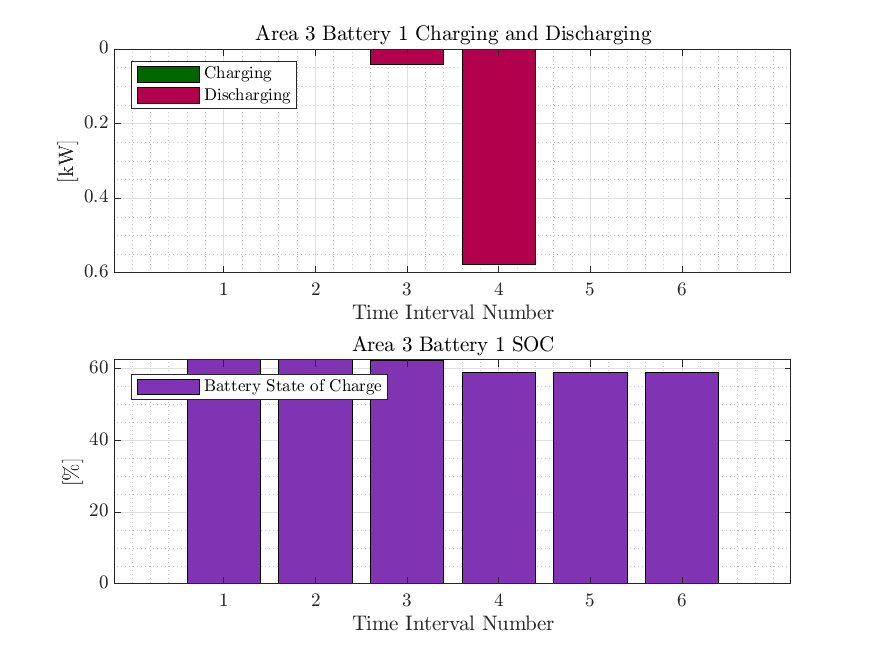 Area 3 Battery 1 Charging and Discharging
0
Charging
Discharging
0.2
[kW]
0.4
0.6
1 2 3 4 5 6
Time Interval Number
Area 3 Battery 1 SOC
60
Battery State of Charge
40
[%]
20
0
1 2 3 4 5 6
Time Interval Number